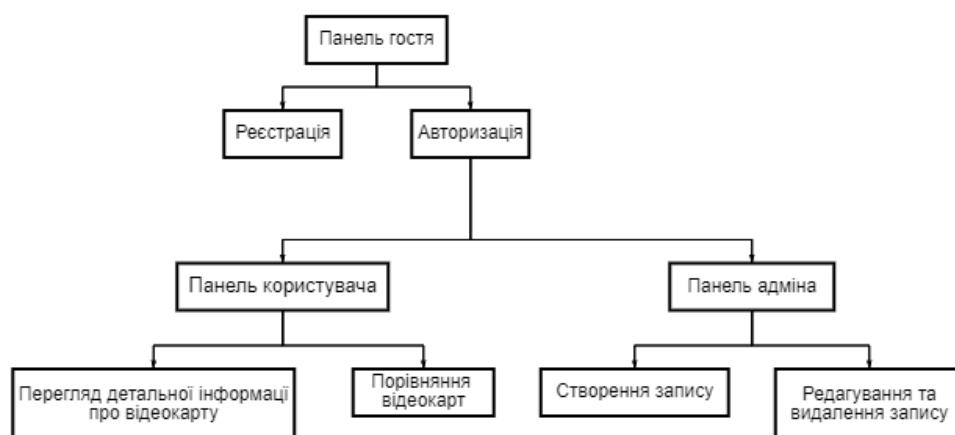 Панель гостя
Реєстрація
Авторизація
Панель користувача
Панель адміна
Перегляд детальної інформації
про відеокарту
Порівняння
відеокарт
Створення запису
Редагування та
видалення запису